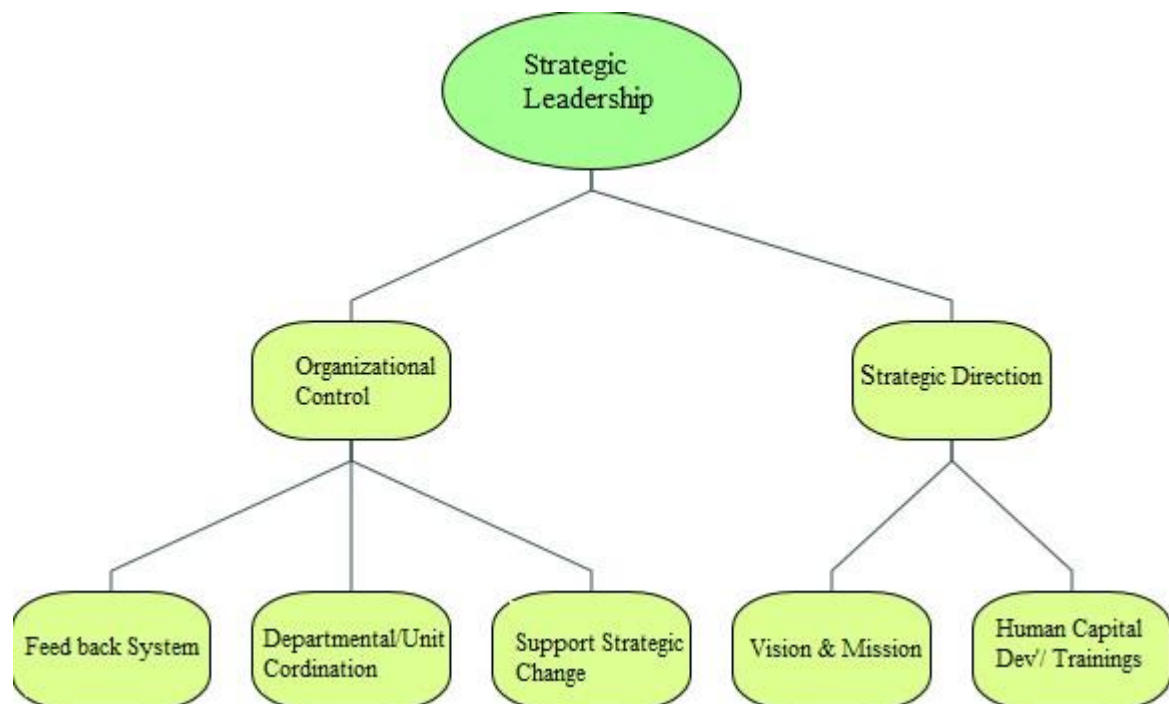 Strategic
Leadership
Organizational
Control
Strategic Direction
Feed back System
Departmental/Unit
Cordination
Support Strategic
Change
Vision & Mission
Human Capital
Dev'/ Trainings